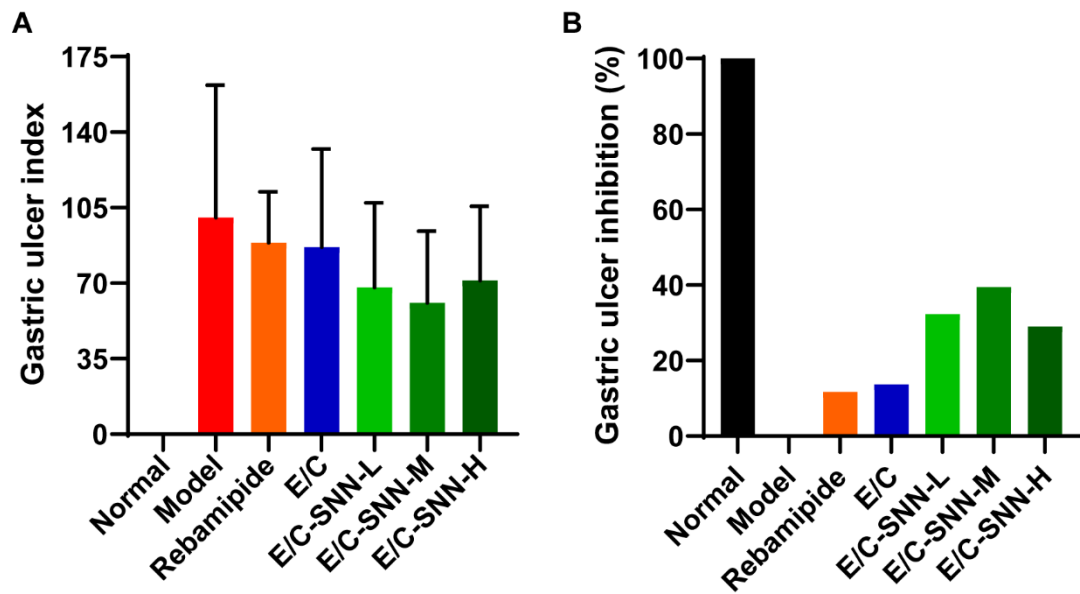 A
Gastric ulcer index
175
140
105
70
35
0
Normal
Model
Rebamipide
E/C
E/C-SNN-L
E/C-SNN-M
E/C-SNN-H
B
Gastric ulcer inhibition (%)
100
80
60
40
20
0
Normal
Model
Rebamipide
E/C
E/C-SNN-L
E/C-SNN-M
E/C-SNN-H